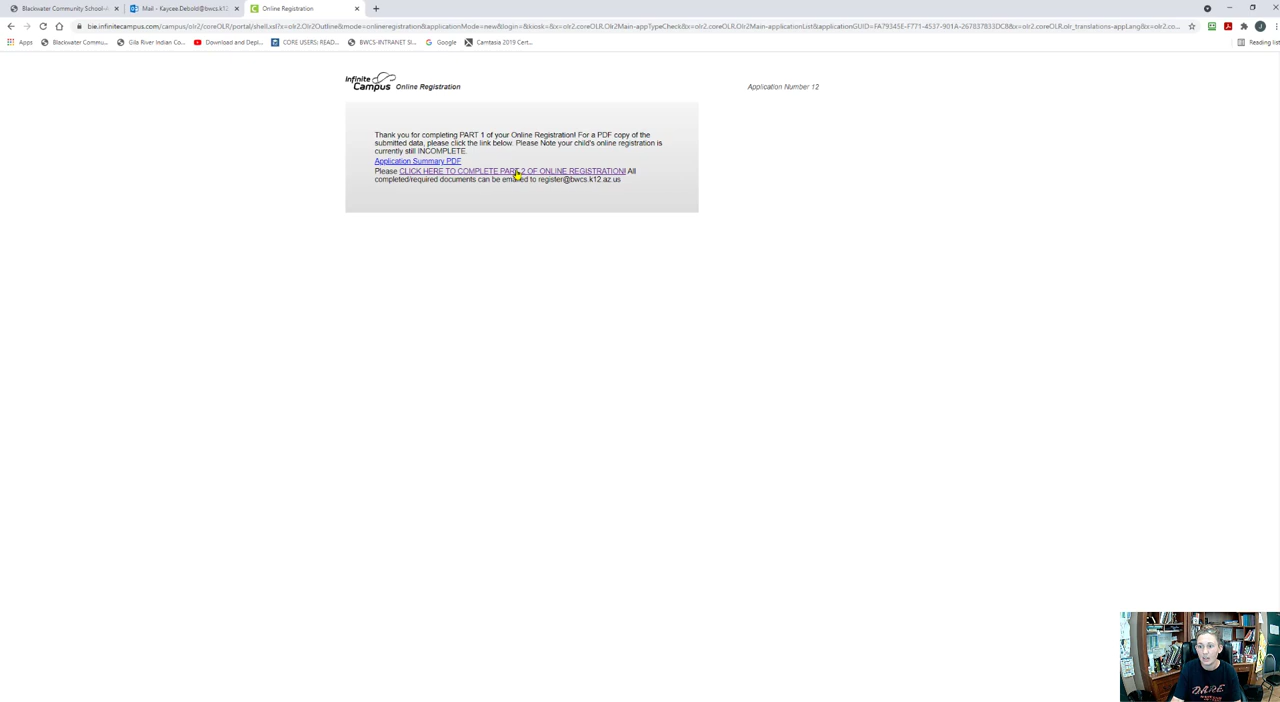 Blackwater Community School-
Mail - Kaycee.Debold@bwcs.k12
Online Registration
Apps
Blackwater Commu...
Gila River Indian Co...
Download and Depl...
CORE USERS; READ...
BWCS-INTRANET SI...
Google
Camtasia 2019 Cert...
Reading list
Infinite Campus Online Registration
Application Number 12
Thank you for completing PART 1 of your Online Registration! For a PDF copy of the
submitted data, please click the link below. Please Note your child's online registration is
currently still INCOMPLETE.
Application Summary PDF
Please CLICK HERE TO COMPLETE PART 2 OF ONLINE REGISTRATION! All
completed/required documents can be emailed to register@bwcs.k12.az.us
D.A.R.E.